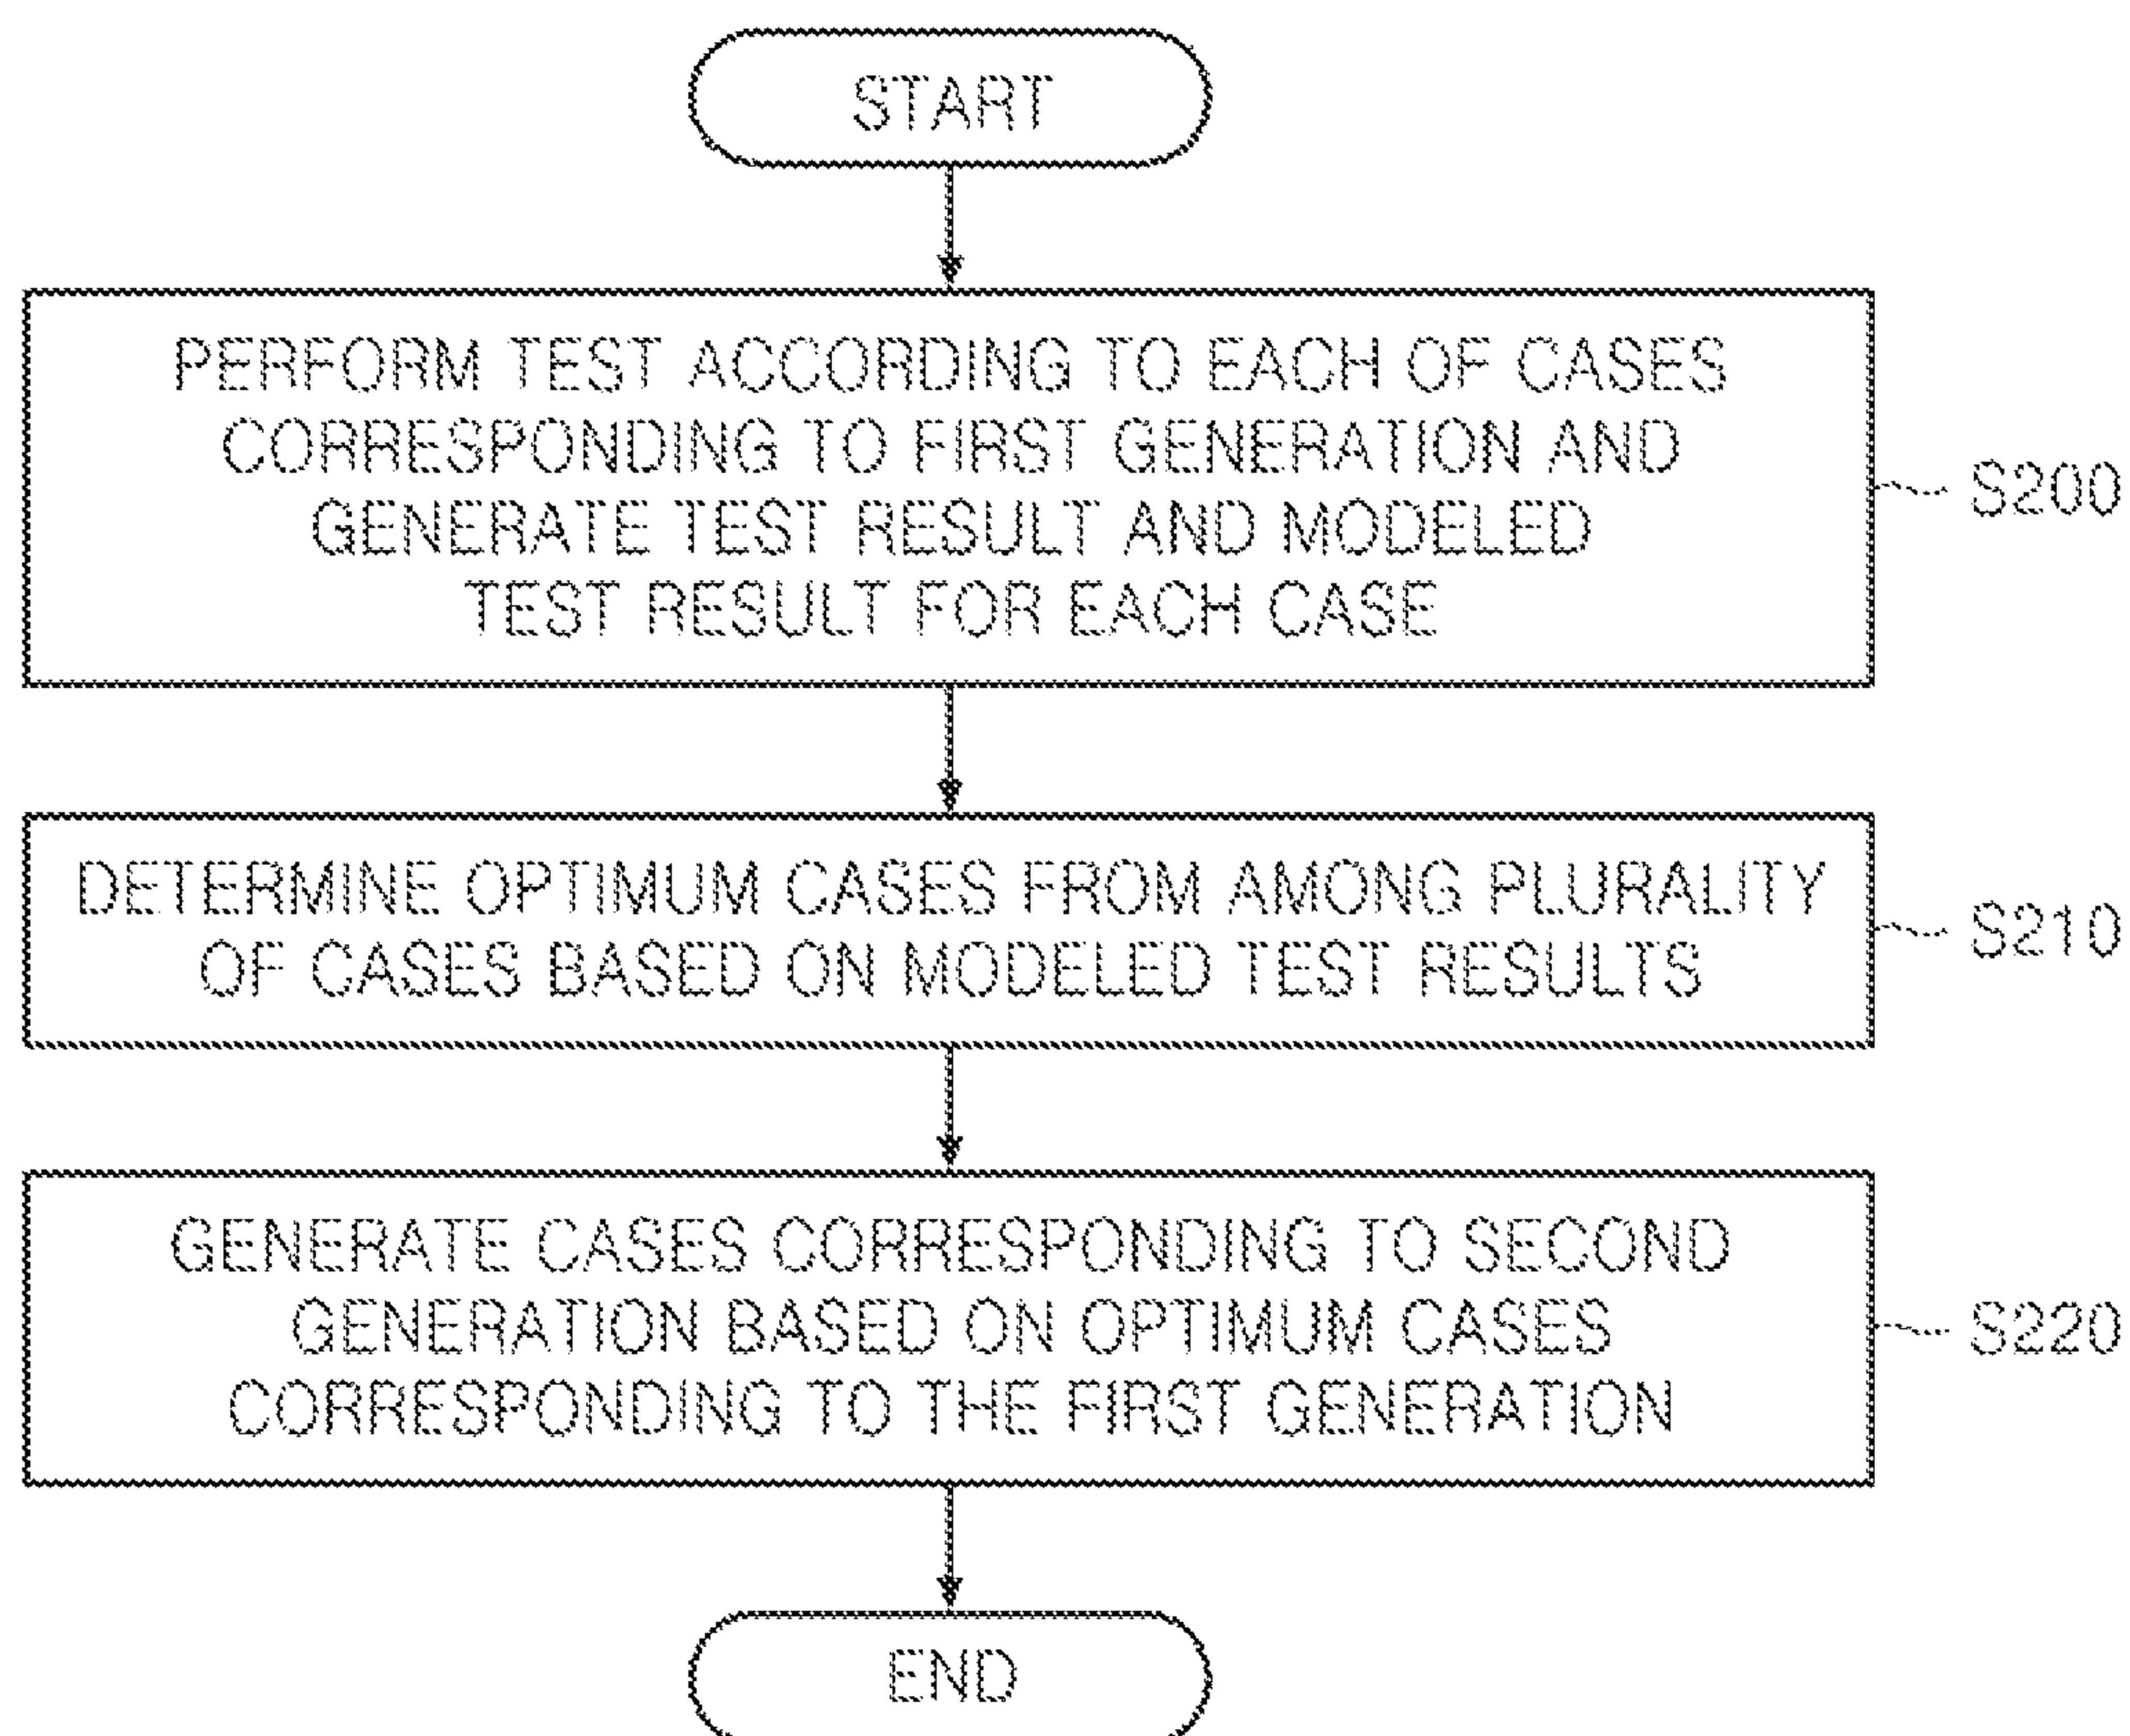 START
PERFORM TEST ACCORDING TO EACH OF CASES
CORRESPONDING TO FIRST GENERATION AND
GENERATE TEST RESULT AND MODELED
TEST RESULT FOR EACH CASE
S200
DETERMINE OPTIMUM CASES FROM AMONG PLURALITY
OF CASES BASED ON MODELED TEST RESULTS
S210
GENERATE CASES CORRESPONDING TO SECOND
GENERATION BASED ON OPTIMUM CASES
CORRESPONDING TO THE FIRST GENERATION
S220
END